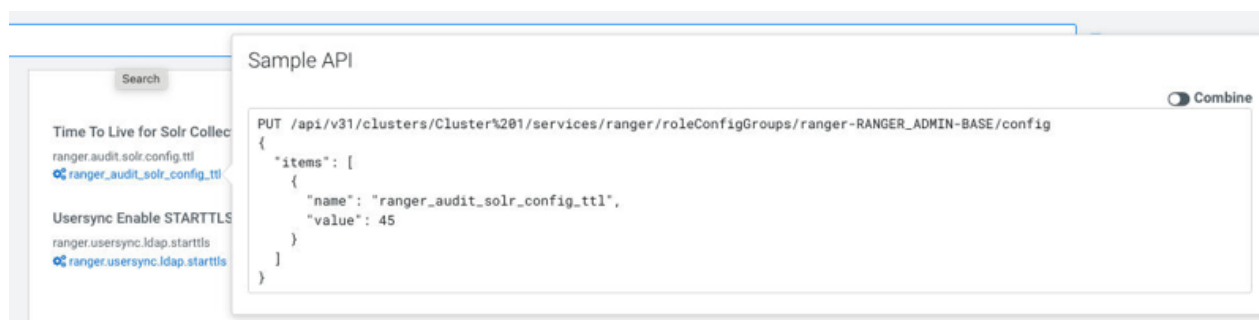 Search
Time To Live for Solr Collec
ranger.audit.solr.config.ttl
ranger_audit_solr_config_ttl
Usersync Enable STARTTLS
ranger.usersync.ldap.starttls
ranger.usersync.ldap.starttls
Sample API
Combine
PUT /api/v31/clusters/Cluster%201/services/ranger/roleConfigGroups/ranger-RANGER_ADMIN-BASE/config
{
"items": [
{
"name": "ranger_audit_solr_config_ttl",
"value": 45
}
]
}